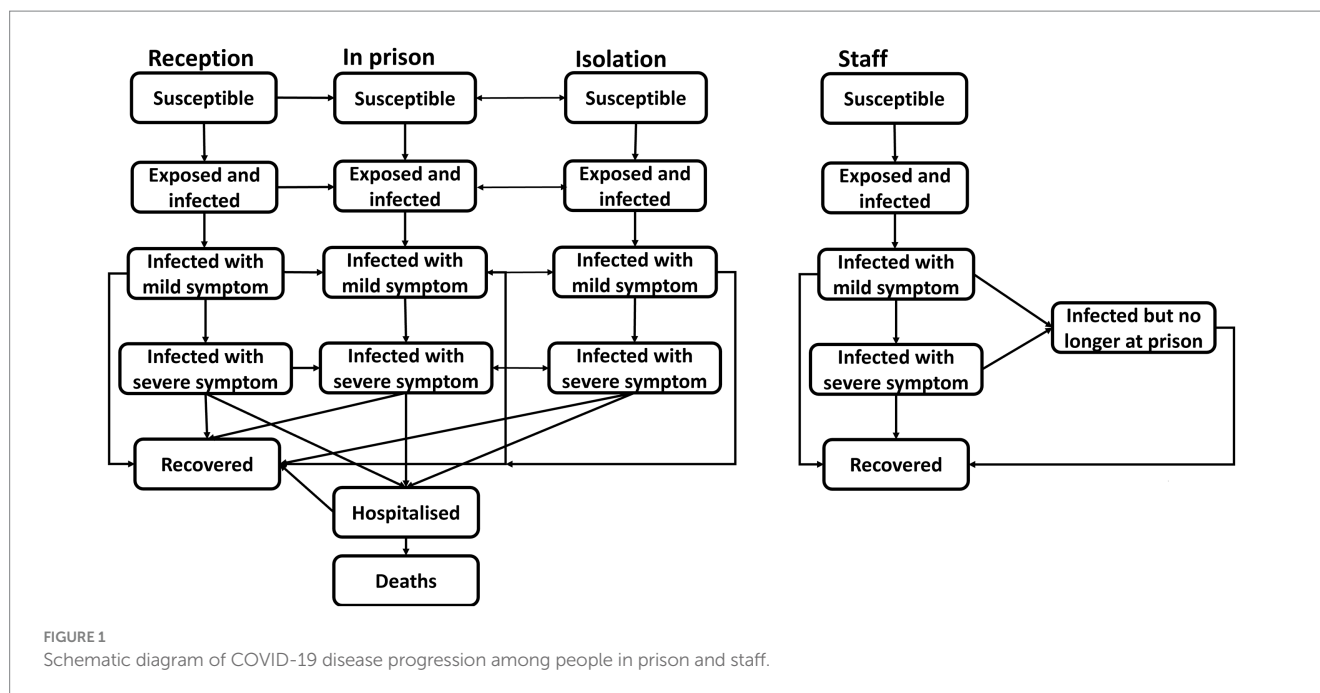 Reception
In prison
Isolation
Staff
Susceptible
Susceptible
Susceptible
Susceptible
Exposed and
infected
Exposed and
infected
Exposed and
infected
Exposed and
infected
Infected with
mild symptom
Infected with
mild symptom
Infected with
mild symptom
Infected with
mild symptom
Infected but no
longer at prison
Infected with
severe symptom
Infected with
severe symptom
Infected with
severe symptom
Infected with
severe symptom
Recovered
Recovered
Hospitalised
Deaths
FIGURE 1
Schematic diagram of COVID-19 disease progression among people in prison and staff.